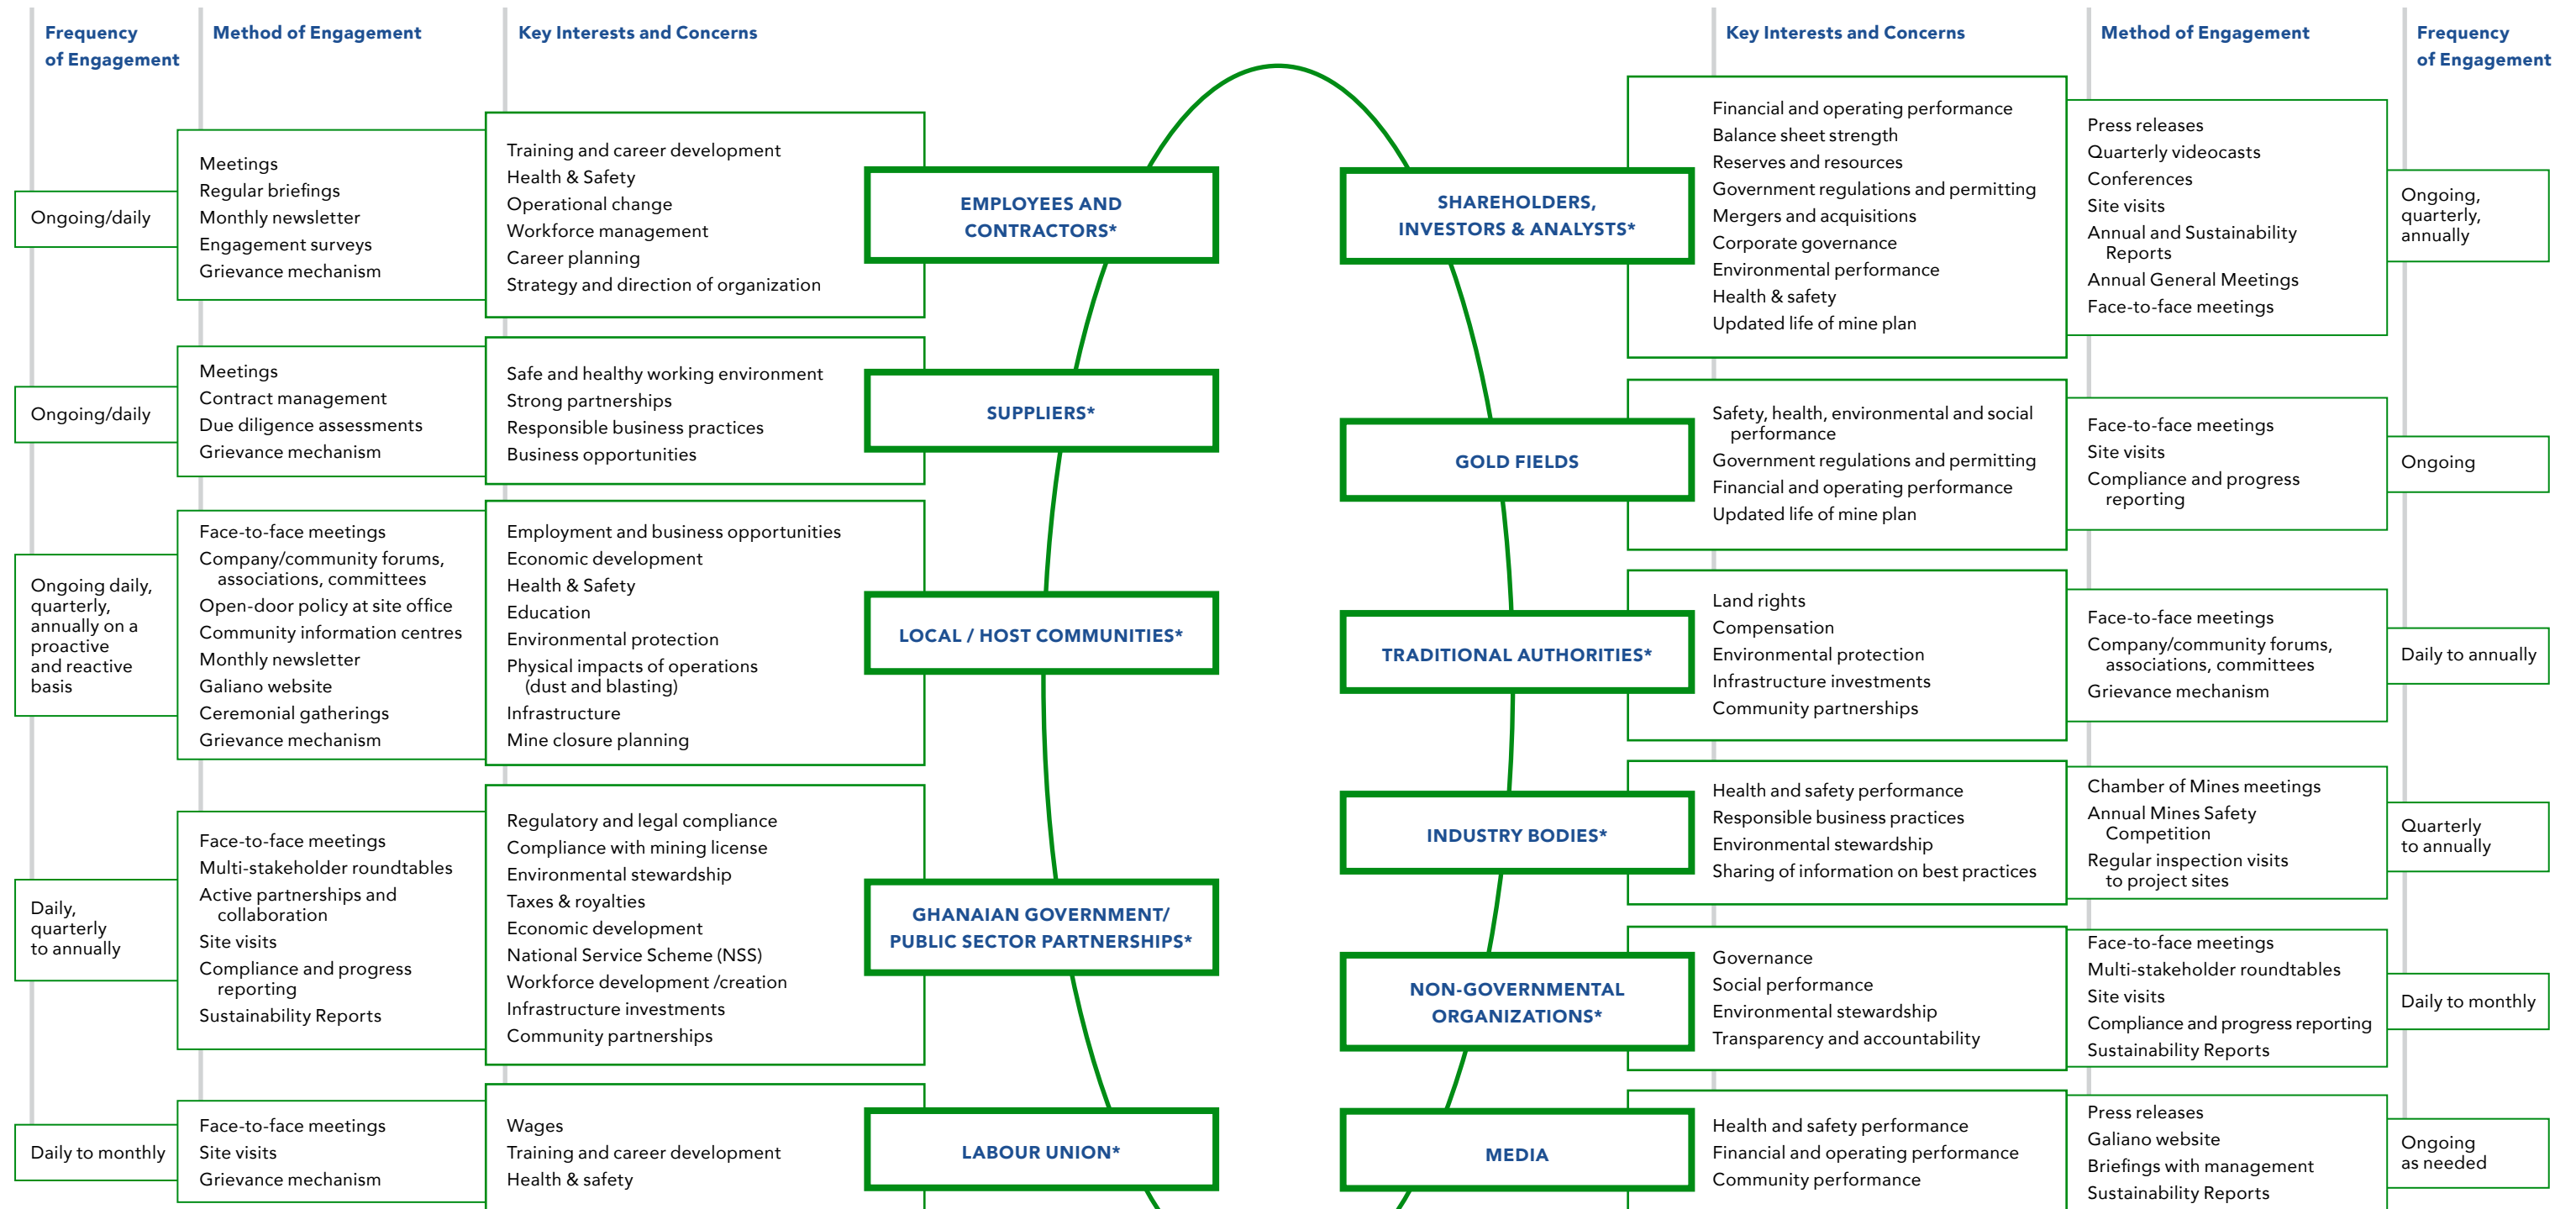 Frequency
of Engagement
Method of Engagement
Key Interests and Concerns
Ongoing/daily
Meetings
Regular briefings
Monthly newsletter
Engagement surveys
Grievance mechanism
Training and career development
Health & Safety
Operational change
Workforce management
Career planning
Strategy and direction of organization
EMPLOYEES AND
CONTRACTORS*
Ongoing/daily
Meetings
Contract management
Due diligence assessments
Grievance mechanism
Safe and healthy working environment
Strong partnerships
Responsible business practices
Business opportunities
SUPPLIERS*
Ongoing daily,
quarterly,
annually on a
proactive
and reactive
basis
Face-to-face meetings
Company/community forums,
associations, committees
Open-door policy at site office
Community information centres
Monthly newsletter
Galiano website
Ceremonial gatherings
Grievance mechanism
Employment and business opportunities
Economic development
Health & Safety
Education
Environmental protection
Physical impacts of operations
(dust and blasting)
Infrastructure
Mine closure planning
LOCAL / HOST COMMUNITIES*
Daily,
quarterly
to annually
Face-to-face meetings
Multi-stakeholder roundtables
Active partnerships and
collaboration
Site visits
Compliance and progress
reporting
Sustainability Reports
Regulatory and legal compliance
Compliance with mining license
Environmental stewardship
Taxes & royalties
Economic development
National Service Scheme (NSS)
Workforce development /creation
Infrastructure investments
Community partnerships
GHANAIAN GOVERNMENT/
PUBLIC SECTOR PARTNERSHIPS*
Daily to monthly
Face-to-face meetings
Site visits
Grievance mechanism
Wages
Training and career development
Health & safety
LABOUR UNION*
Key Interests and Concerns
Method of Engagement
Frequency
of Engagement
SHAREHOLDERS,
INVESTORS & ANALYSTS*
Financial and operating performance
Balance sheet strength
Reserves and resources
Government regulations and permitting
Mergers and acquisitions
Corporate governance
Environmental performance
Health & safety
Updated life of mine plan
Press releases
Quarterly videocasts
Conferences
Site visits
Annual and Sustainability
Reports
Annual General Meetings
Face-to-face meetings
Ongoing,
quarterly,
annually
GOLD FIELDS
Safety, health, environmental and social
performance
Government regulations and permitting
Financial and operating performance
Updated life of mine plan
Face-to-face meetings
Site visits
Compliance and progress
reporting
Ongoing
TRADITIONAL AUTHORITIES*
Land rights
Compensation
Environmental protection
Infrastructure investments
Community partnerships
Face-to-face meetings
Company/community forums,
associations, committees
Grievance mechanism
Daily to annually
INDUSTRY BODIES*
Health and safety performance
Responsible business practices
Environmental stewardship
Sharing of information on best practices
Chamber of Mines meetings
Annual Mines Safety
Competition
Regular inspection visits
to project sites
Quarterly
to annually
NON-GOVERNMENTAL
ORGANIZATIONS*
Governance
Social performance
Environmental stewardship
Transparency and accountability
Face-to-face meetings
Multi-stakeholder roundtables
Site visits
Compliance and progress reporting
Sustainability Reports
Daily to monthly
MEDIA
Health and safety performance
Financial and operating performance
Community performance
Press releases
Galiano website
Briefings with management
Sustainability Reports
Ongoing
as needed